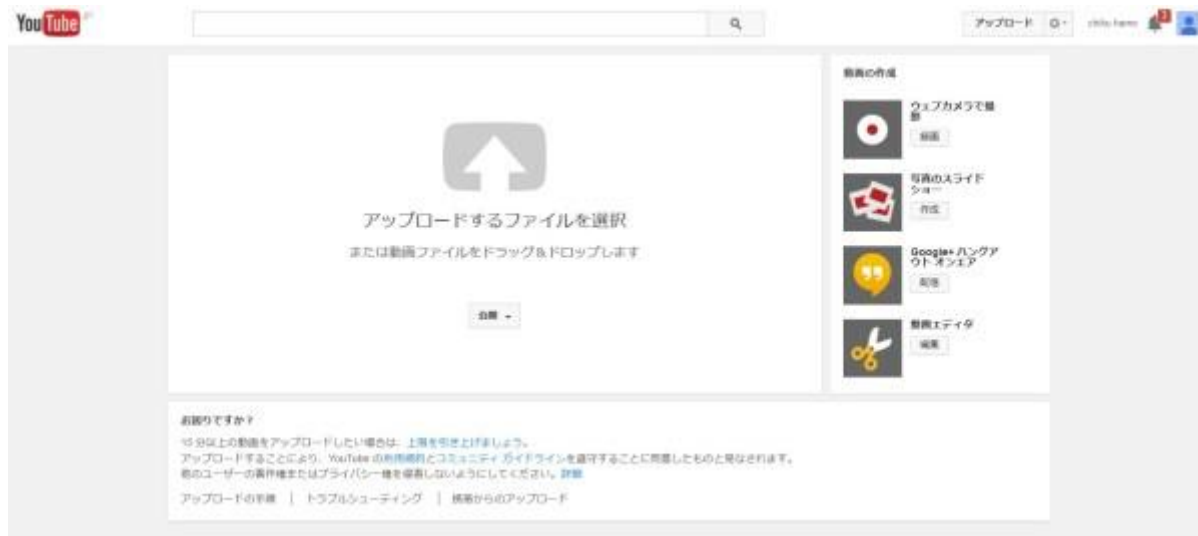 YouTube
アップロード
動画の作成
ウェブカメラで撮
影
録画
写真のスライド
ショー
作成
Google+ ハングア
ウト オンエア
配信
動画エディタ
編集
アップロードするファイルを選択
または動画ファイルをドラッグ&ドロップします
公開
お困りですか?
15 分以上の動画をアップロードしたい場合は、上限を引き上げましょう。
アップロードすることにより、YouTube の利用規約とコミュニティ ガイドラインを遵守することに同意したものと見なされます。
他のユーザーの著作権またはプライバシー権を侵害しないようにしてください。詳細
アップロードの手順 | トラブルシューティング | 携帯からのアップロード